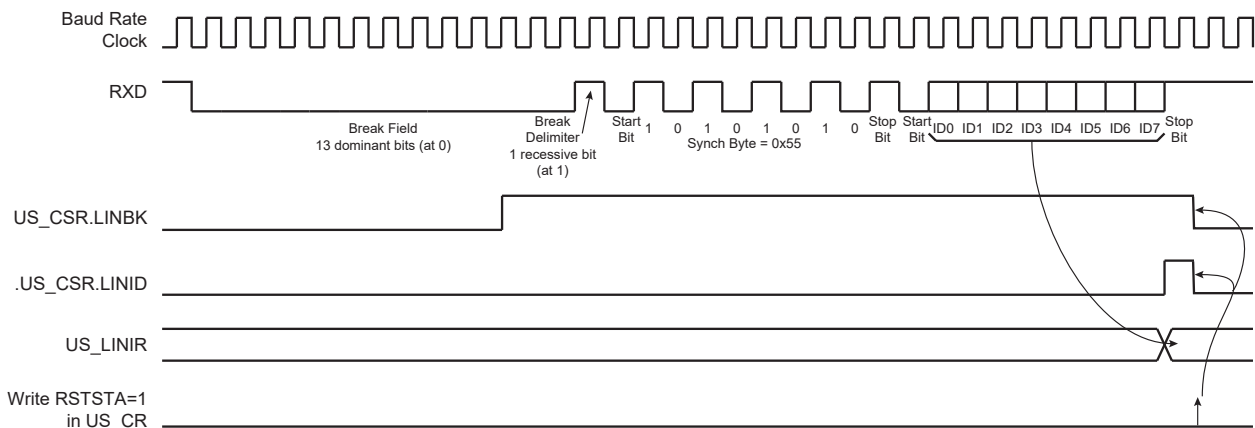 Baud Rate
Clock
RXD
Break Field
13 dominant bits (at 0)
Break
Delimiter
1 recessive bit
(at 1)
Start
Bit
1 0 1 0 1 0 1 0
Synch Byte = 0x55
Stop
Bit
Start
Bit
ID0 ID1 ID2 ID3 ID4 ID5 ID6 ID7
Stop
Bit
US_CSR.LINBK
.US_CSR.LINID
US_LINIR
Write RSTSTA=1
in US_CR